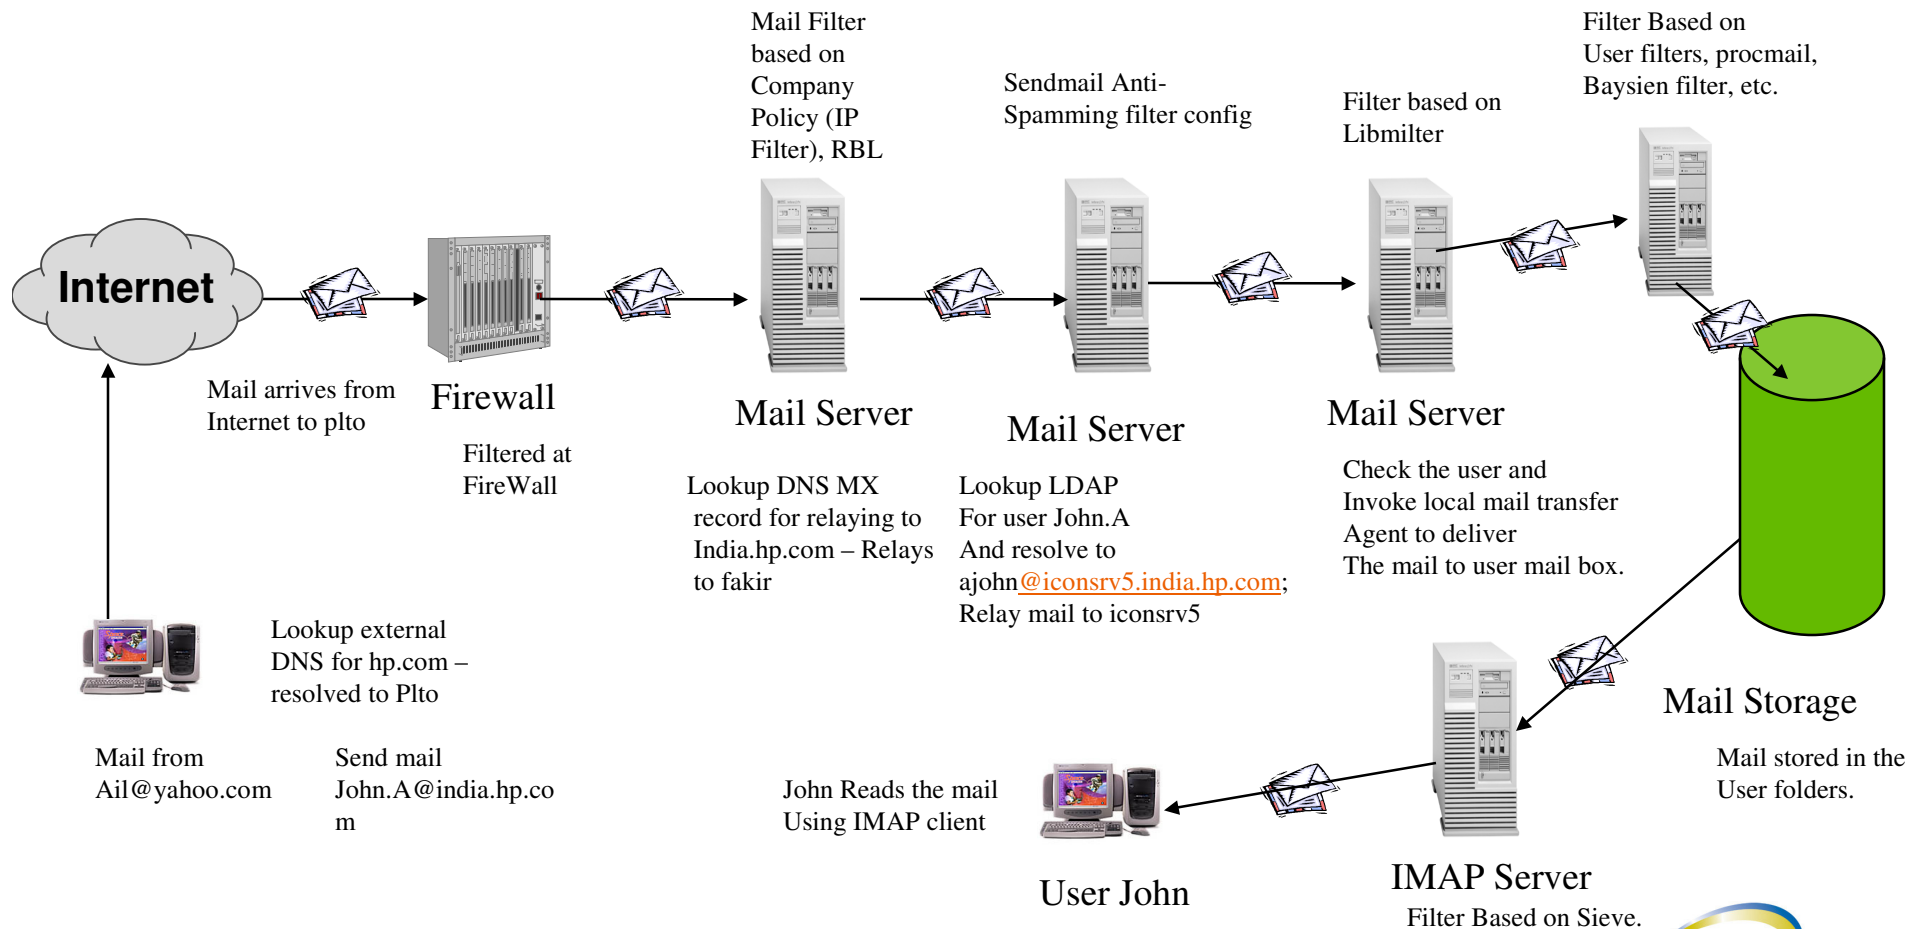 Mail Filter
based on
Company
Policy (IP
Filter), RBL
Sendmail Anti-
Spamming filter config
Filter based on
Libmilter
Filter Based on
User filters, procmail,
Baysien filter, etc.
Internet
Mail arrives from
Internet to plto
Firewall
Filtered at
FireWall
Mail Server
Lookup DNS MX
record for relaying to
India.hp.com – Relays
to fakir
Mail Server
Lookup LDAP
For user John.A
And resolve to
ajohn@iconsrv5.india.hp.com;
Relay mail to iconsrv5
Mail Server
Check the user and
Invoke local mail transfer
Agent to deliver
The mail to user mail box.
Lookup external
DNS for hp.com –
resolved to Plto
Mail from
Ail@yahoo.com
Send mail
John.A@india.hp.co
m
John Reads the mail
Using IMAP client
User John
IMAP Server
Filter Based on Sieve.
Mail Storage
Mail stored in the
User folders.